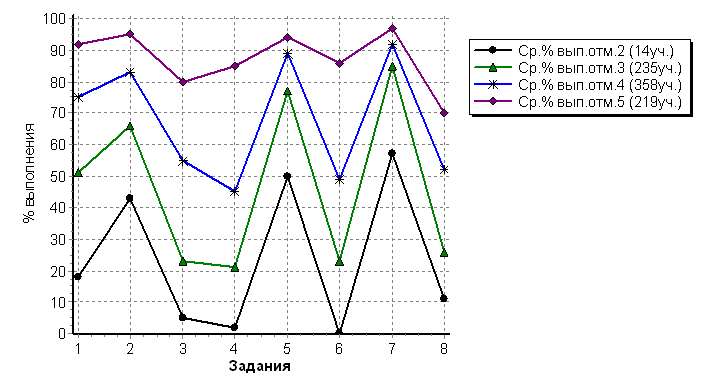 % выполнения
100
90
80
70
60
50
40
30
20
10
0
1 2 3 4 5 6 7 8
Задания
Ср.% вып.отм.2 (14уч.)
Ср.% вып.отм.3 (235уч.)
Ср.% вып.отм.4 (358уч.)
Ср.% вып.отм.5 (219уч.)